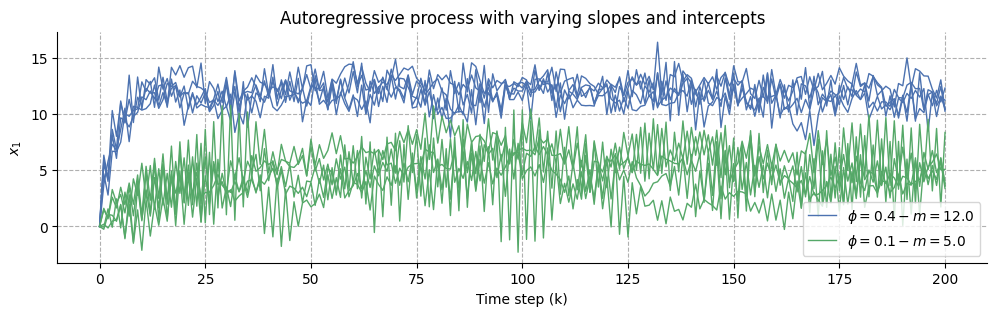 Autoregressive process with varying slopes and intercepts
15
10
5
0
x₁
0 25 50 75 100 125 150 175 200
Time step (k)
ϕ = 0.4 − m = 12.0
ϕ = 0.1 − m = 5.0